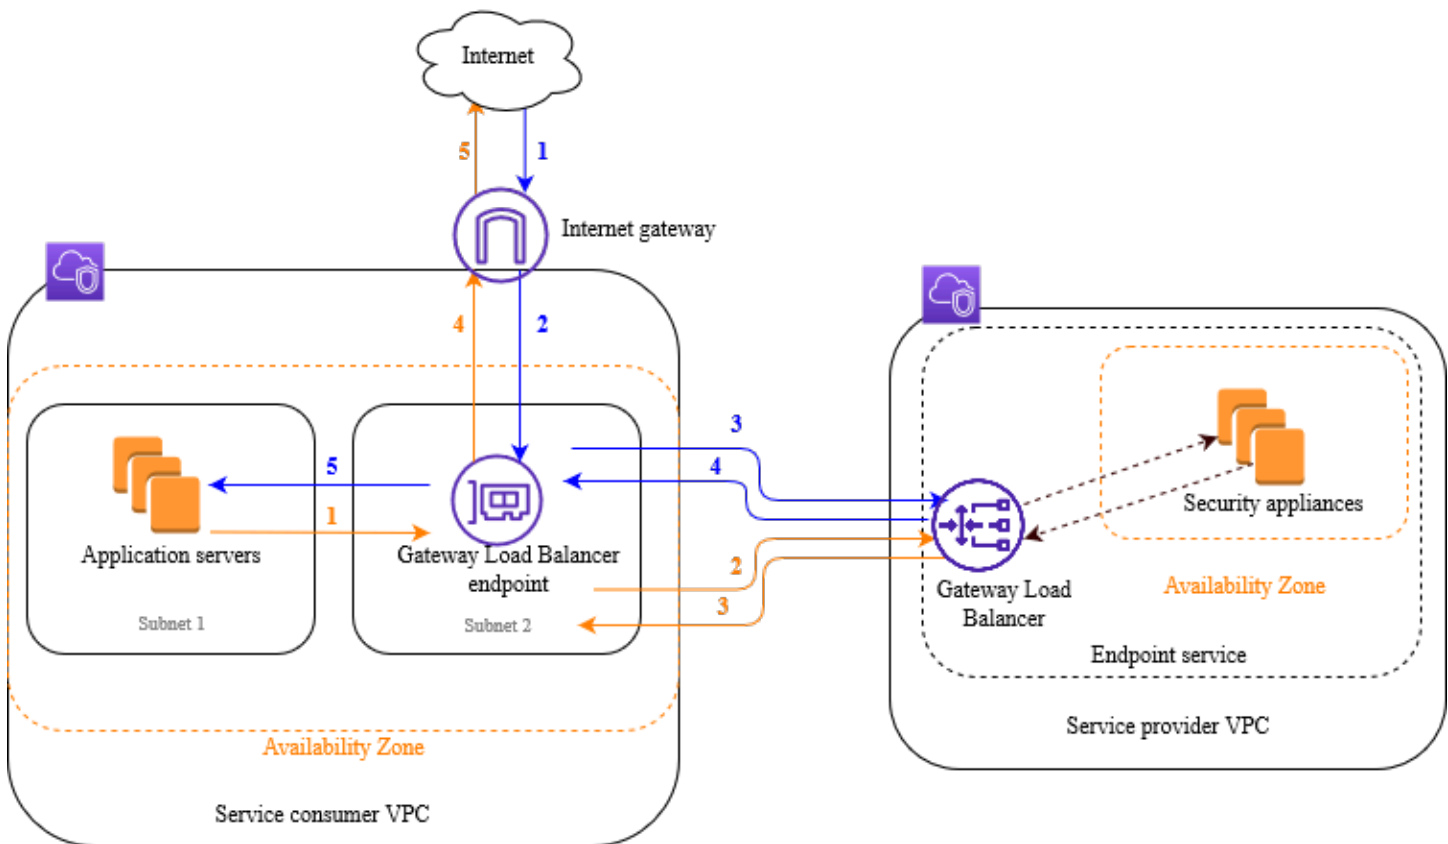 Internet
5
1
Internet gateway
4
2
3
4
5
1
Application servers
Gateway Load Balancer
endpoint
2
3
Subnet 1
Subnet 2
Availability Zone
Service consumer VPC
Security appliances
Availability Zone
Gateway Load
Balancer
Endpoint service
Service provider VPC